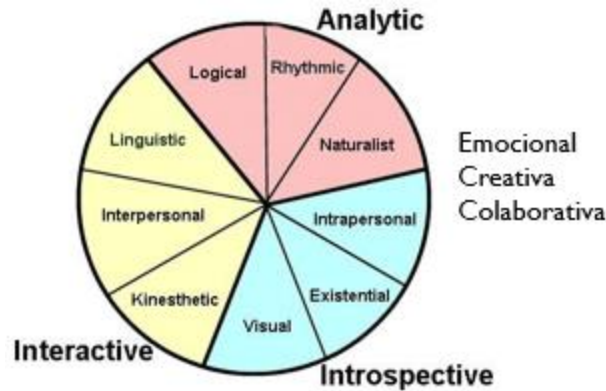 Analytic
Logical
Rhythmic
Naturalist
Linguistic
Interpersonal
Kinesthetic
Intrapersonal
Existential
Visual
Emocional
Creativa
Colaborativa
Interactive
Introspective